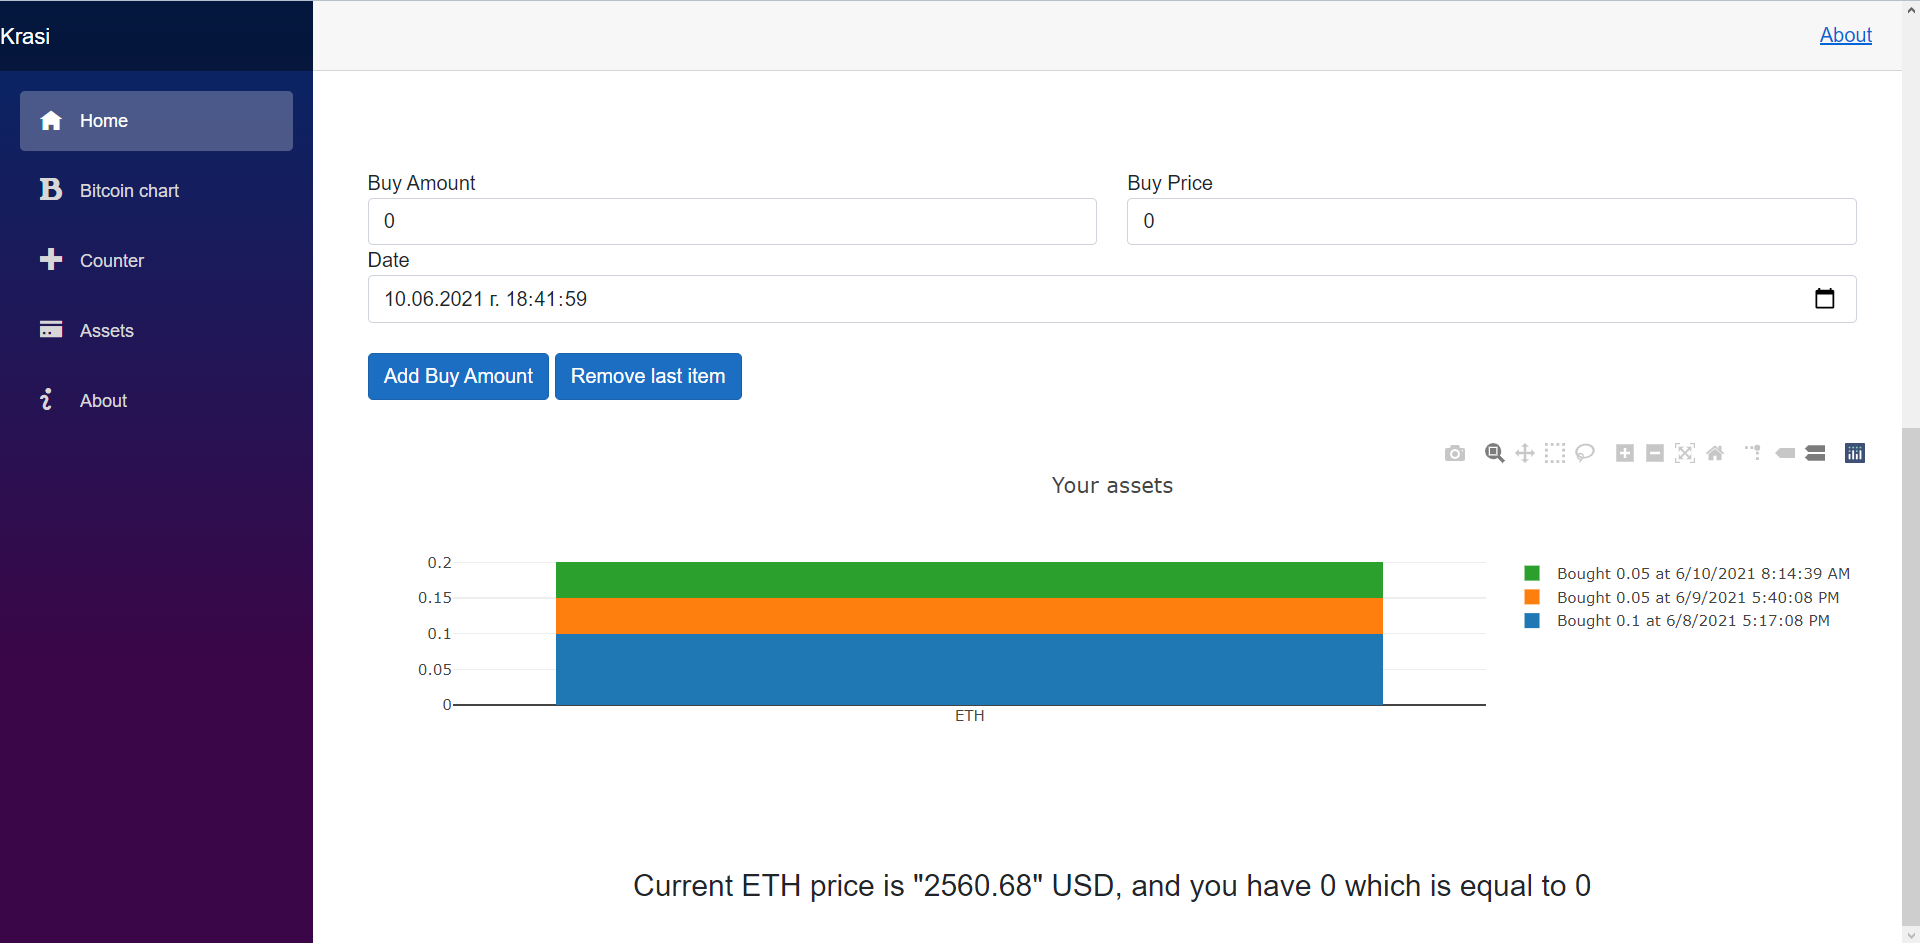 Krasi
About
Home
Bitcoin chart
Counter
Assets
About
Buy Amount
Buy Price
0
0
Date
10.06.2021 г. 18:41:59
Add Buy Amount
Remove last item
Your assets
0.2
0.15
0.1
0.05
0
ETH
Bought 0.05 at 6/10/2021 8:14:39 AM
Bought 0.05 at 6/9/2021 5:40:08 PM
Bought 0.1 at 6/8/2021 5:17:08 PM
Current ETH price is "2560.68" USD, and you have 0 which is equal to 0